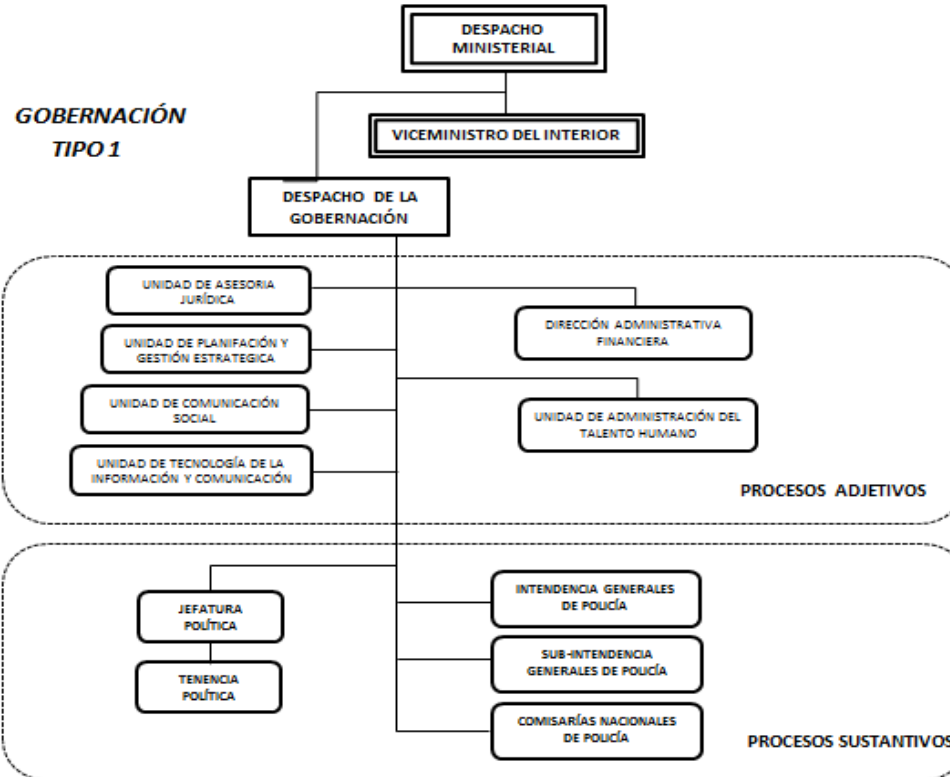 DESPACHO
MINISTERIAL
GOBERNACIÓN
TIPO 1
VICEMINISTRO DEL INTERIOR
DESPACHO DE LA
GOBERNACIÓN
UNIDAD DE ASESORIA
JURÍDICA
DIRECCIÓN ADMINISTRATIVA
FINANCIERA
UNIDAD DE PLANIFACIÓN Y
GESTIÓN ESTRATEGICA
UNIDAD DE COMUNICACIÓN
SOCIAL
UNIDAD DE ADMINISTRACIÓN DEL
TALENTO HUMANO
UNIDAD DE TECNOLOGÍA DE LA
INFORMACIÓN Y COMUNICACIÓN
PROCESOS ADJETIVOS
JEFATURA
POLÍTICA
TENENCIA
POLÍTICA
INTENDENCIA GENERALES
DE POLICÍA
SUB-INTENDENCIA
GENERALES DE POLICÍA
COMISARÍAS NACIONALES
DE POLICÍA
PROCESOS SUSTANTIVOS